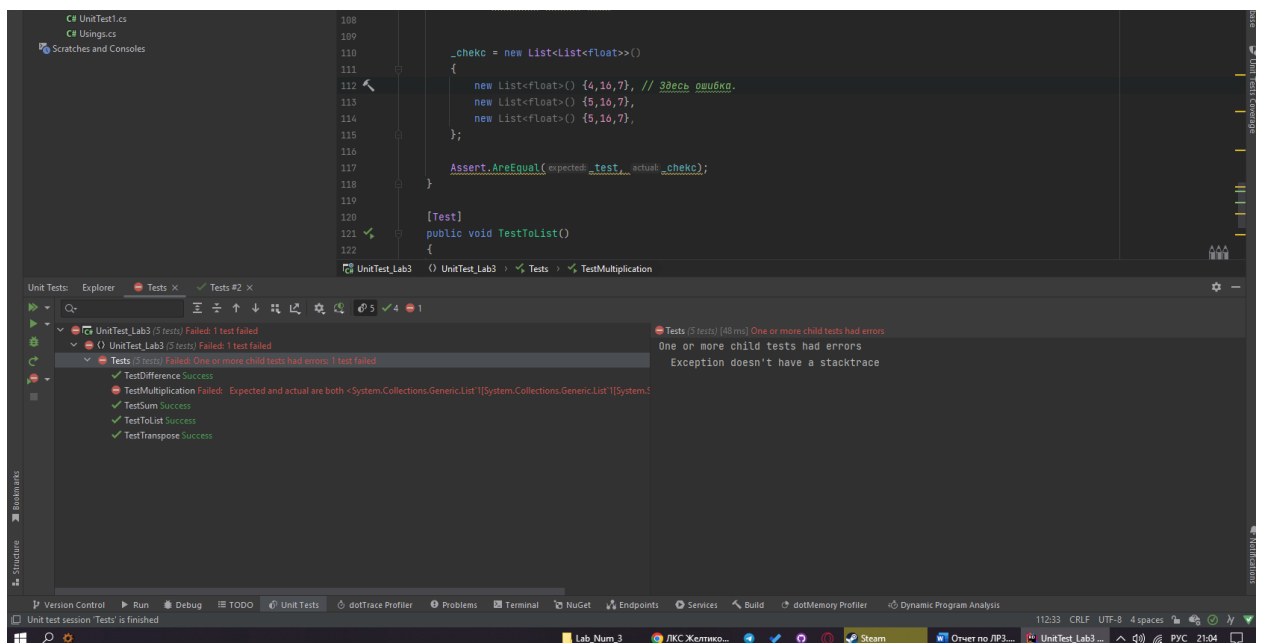 C# UnitTest1.cs
C# Usings.cs
Scratches and Consoles
108
109
110 _chekc = new List<List<float>>()
111 {
112 new List<float>() {4,16,7}, // Здесь ошибка.
113 new List<float>() {5,16,7},
114 new List<float>() {5,16,7},
115 };
116
117 Assert.AreEqual( expected: _test, actual: _chekc);
118 }
119
120 [Test]
121 public void TestToList()
122 {
UnitTest_Lab3 UnitTest_Lab3 Tests TestMultiplication
Unit Tests Coverage
Unit Tests: Explorer Tests × Tests #2 ×
5 4 1
UnitTest_Lab3 (5 tests) Failed: 1 test failed
UnitTest_Lab3 (5 tests) Failed: 1 test failed
Tests (5 tests) Failed: One or more child tests had errors: 1 test failed
TestDifference Success
TestMultiplication Failed: Expected and actual are both <System.Collections.Generic.List`1[System.Collections.Generic.List`1[System.S
TestSum Success
TestToList Success
TestTranspose Success
Tests (5 tests) [48 ms] One or more child tests had errors
One or more child tests had errors
Exception doesn't have a stacktrace
Bookmarks
Structure
Notifications
Version Control Run Debug TODO Unit Tests dotTrace Profiler Problems Terminal NuGet Endpoints Services Build dotMemory Profiler Dynamic Program Analysis
Unit test session 'Tests' is finished 112:33 CRLF UTF-8 4 spaces
Lab_Num_3 ЛКС Желтико... Steam Отчет по ЛР3.... UnitTest_Lab3 ... РУС 21:04